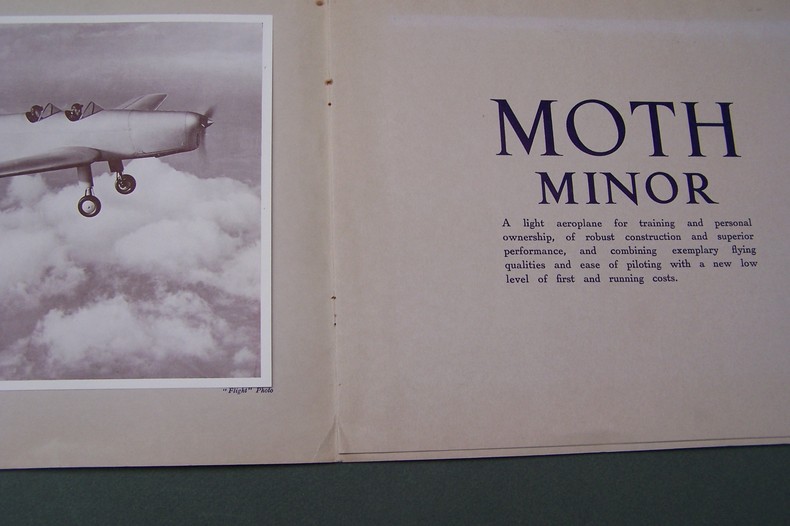 "Flight" Photo
MOTH
MINOR
A light aeroplane for training and personal
ownership, of robust construction and superior
performance, and combining exemplary flying
qualities and ease of piloting with a new low
level of first and running costs.